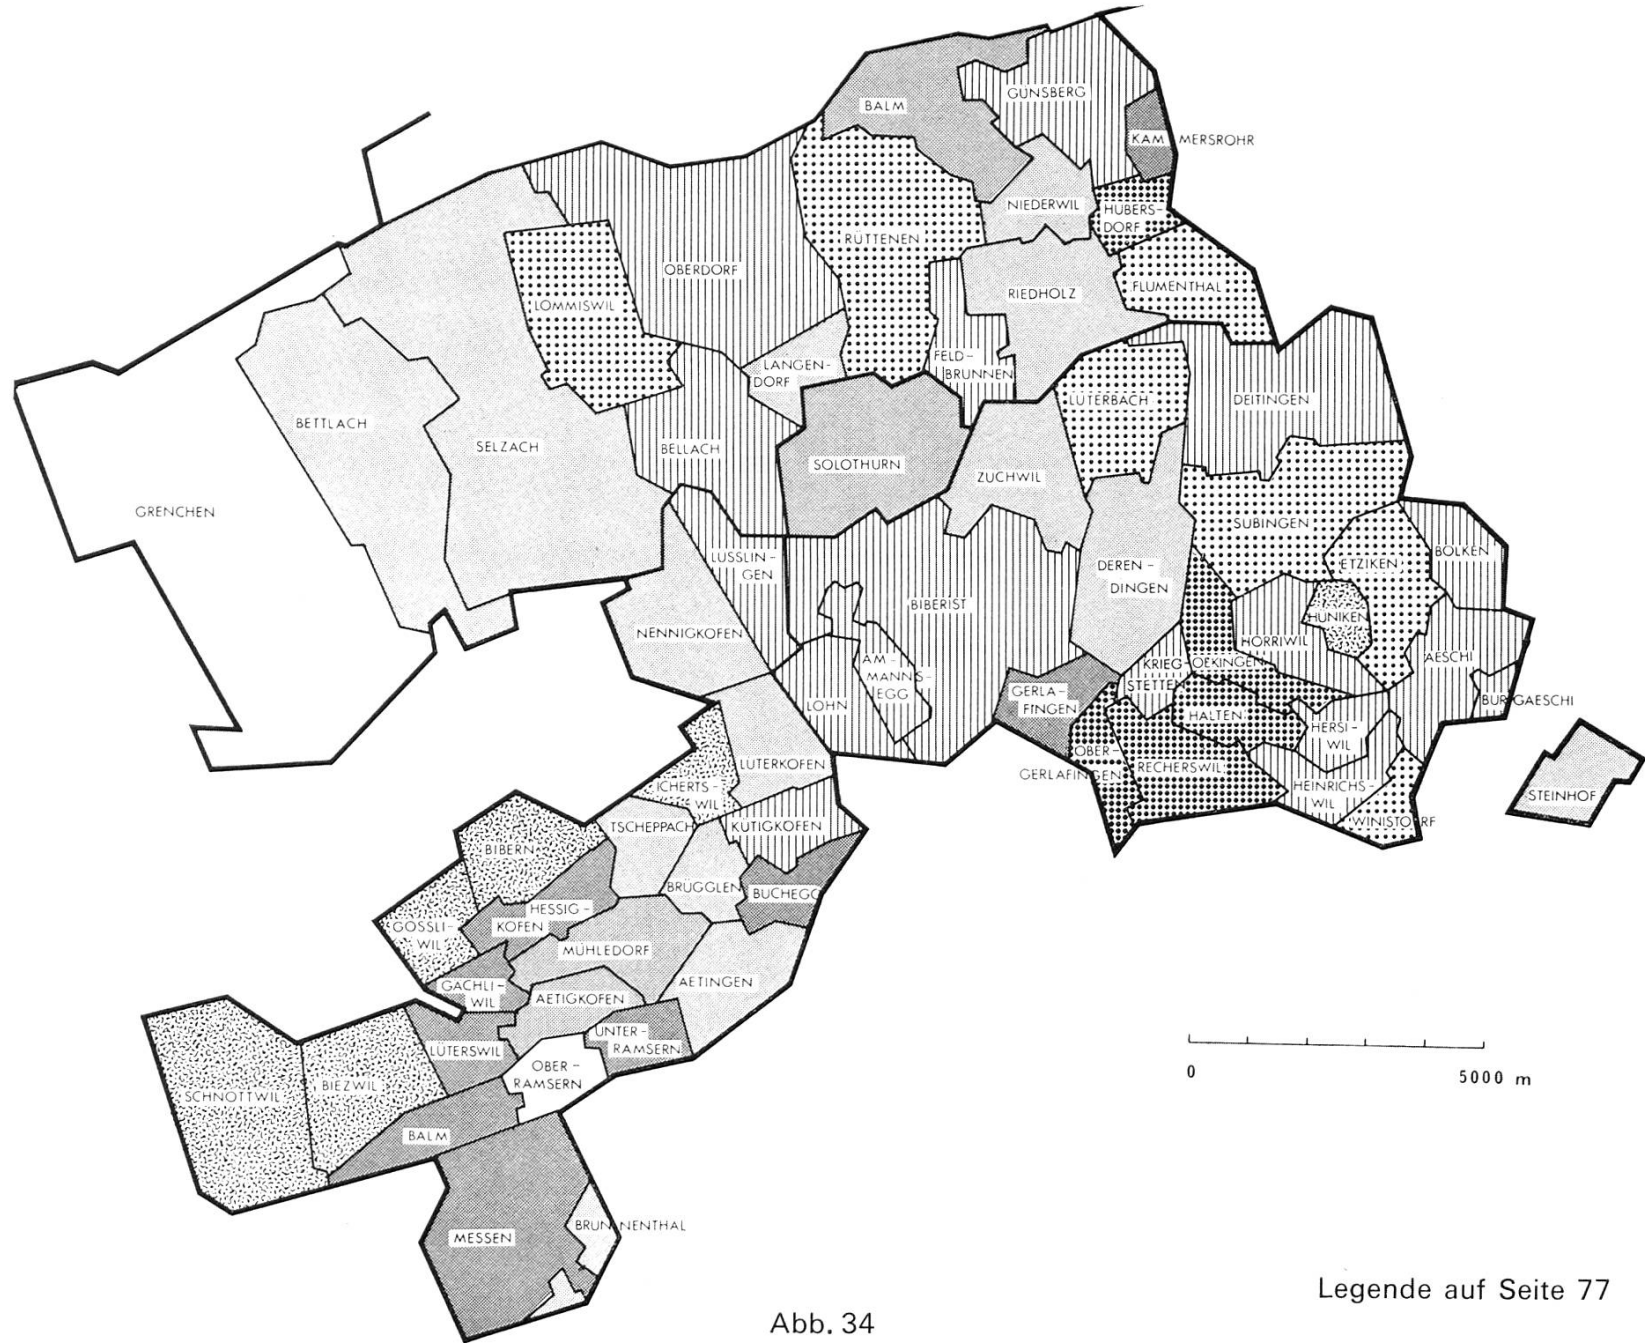 BALM
GÜNSBERG
KAM MERSROHR
NIEDERWIL
HUBERS-
DORF
RÜTTENEN
OBERDORF
RIEDHOLZ
FLUMENTHAL
LOMMISWIL
FELD-
BRUNNEN
LANGEN-
DORF
LUTERBACH
DEITINGEN
BETTLACH
SELZACH
BELLACH
SOLOTHURN
ZUCHWIL
GRENCHEN
SUBINGEN
BOLKEN
ETZIKEN
LÜSSLIN-
GEN
DEREN-
DINGEN
BIBERIST
HÜNIKEN
NENNIGKOFEN
HORRIWIL
AESCHI
AM-
MANNS-
EGG
KRIEG-
STETTEN
OEKINGEN
LOHN
GERLA-
FINGEN
BURGAESCHI
HALTEN
HERSI-
WIL
OBER-
GERLAFINGEN
RECHERSWIL
LÜTERKOFEN
ICHERTS-
WIL
HEINRICHS-
WIL
STEINHOF
WINISTORF
TSCHEPPACH
KÜTIGKOFEN
BIBERN
BRÜGGLEN
BUCHEGG
HESSIG-
KOFEN
GOSSLI-
WIL
MÜHLEDORF
AETINGEN
GÄCHLI-
WIL
AETIGKOFEN
UNTER-
RAMSERN
LÜTERSWIL
OBER-
RAMSERN
SCHNOTTWIL
BIEZWIL
BALM
0
5000 m
MESSEN
BRUNNENTHAL
Legende auf Seite 77
Abb. 34